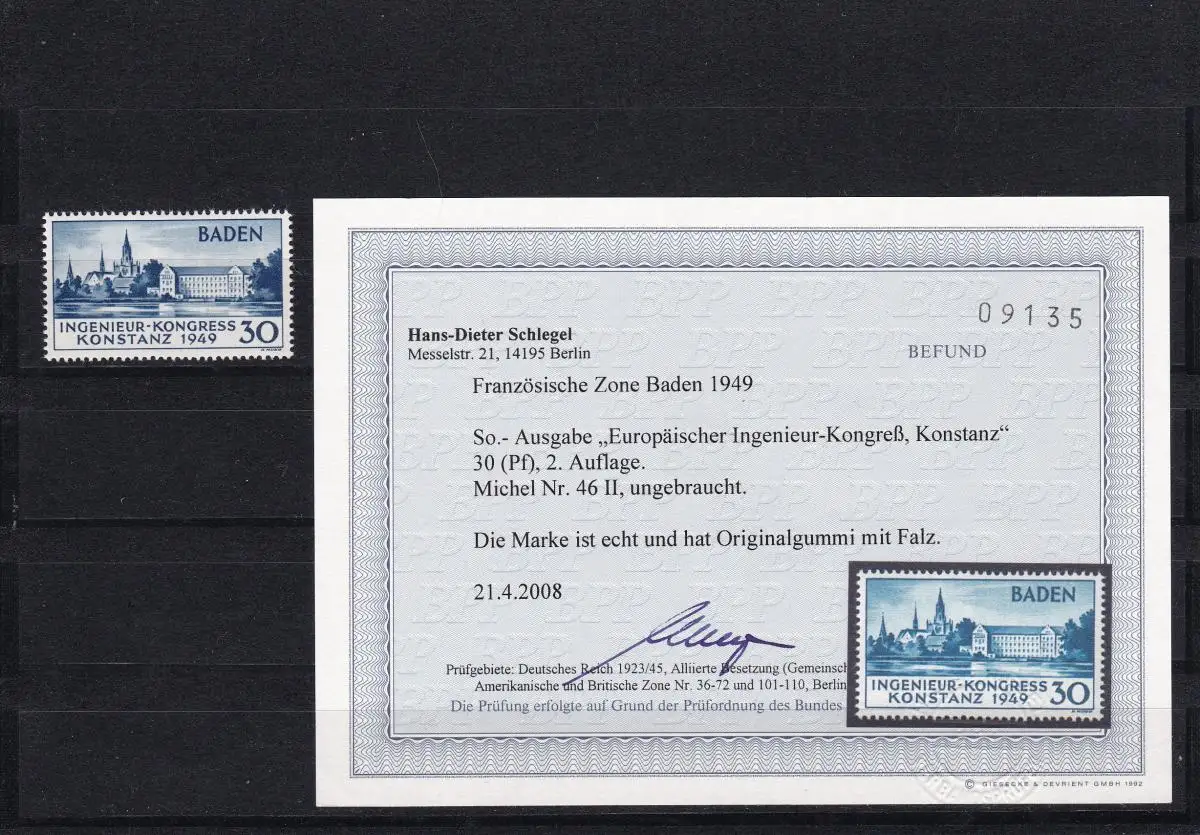 BADEN
INGENIEUR-KONGRESS
KONSTANZ 1949 30
09135
Hans-Dieter Schlegel
Messelstr. 21, 14195 Berlin
BEFUND
Französische Zone Baden 1949
So.- Ausgabe „Europäischer Ingenieur-Kongreß, Konstanz“
30 (Pf), 2. Auflage.
Michel Nr. 46 II, ungebraucht.
Die Marke ist echt und hat Originalgummi mit Falz.
21.4.2008
Prüfgebiete: Deutsches Reich 1923/45, Alliierte Besetzung (Gemeinsch
Amerikanische und Britische Zone Nr. 36-72 und 101-110, Berlin
Die Prüfung erfolgte auf Grund der Prüfordnung des Bundes
BADEN
INGENIEUR-KONGRESS
KONSTANZ 1949 30
© GIESECKE & DEVRIENT GMBH 1992